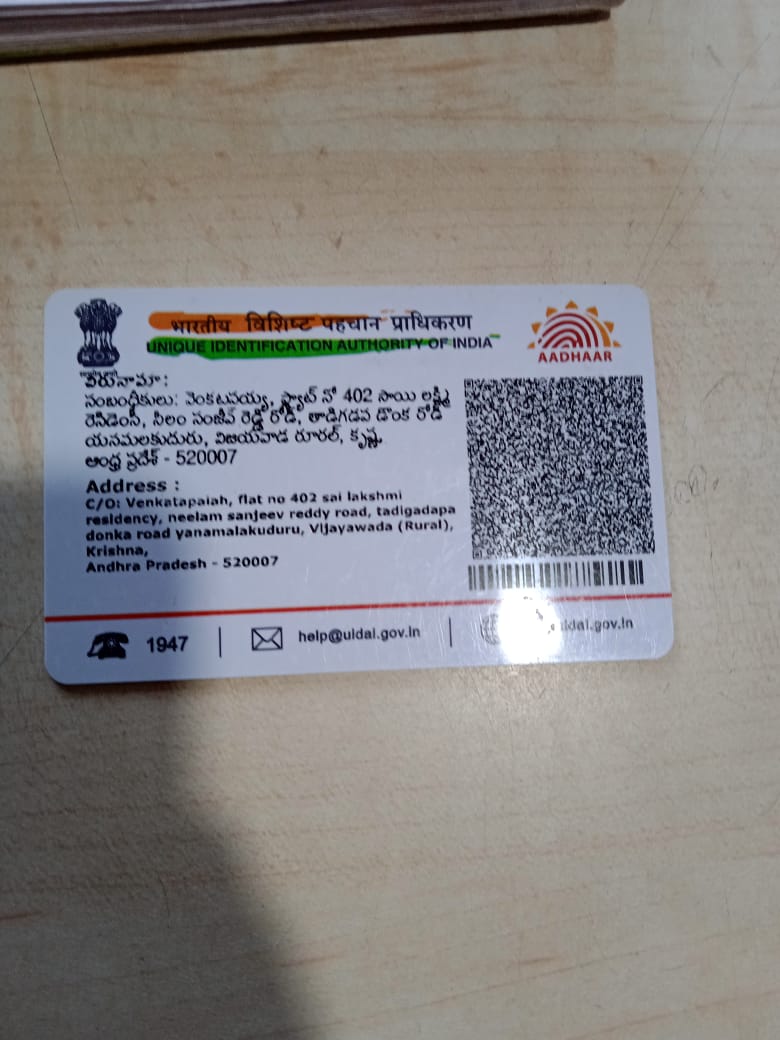 भारतीय विशिष्ट पहचान प्राधिकरण
UNIQUE IDENTIFICATION AUTHORITY OF INDIA
AADHAAR
చిరునామా :
సంబంధీకులు: వెంకటపయ్య, ఫ్లాట్ నో 402 సాయి లక్ష్మి
రెసిడెంసీ, నీలం సంజీవ్ రెడ్డి రోడ్, తాడిగడప డొంక రోడ్
యనమలకుదురు, విజయవాడ రూరల్, కృష్ణ,
ఆంధ్ర ప్రదేశ్ - 520007
Address :
C/O: Venkatapaiah, flat no 402 sai lakshmi
residency, neelam sanjeev reddy road, tadigadapa
donka road yanamalakuduru, Vijayawada (Rural),
Krishna,
Andhra Pradesh - 520007
1947
help@uidai.gov.in
uidai.gov.in